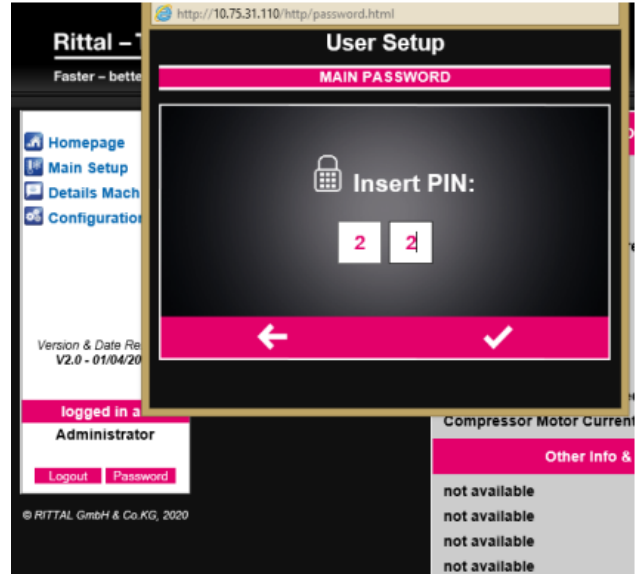 http://10.75.31.110/http/password.html
Rittal –
User Setup
Faster – bette
MAIN PASSWORD
Homepage
Main Setup
Details Mach
Configuration
Insert PIN:
2 2
Version & Date Re
V2.0 - 01/04/20
logged in a
Administrator
Logout Password
© RITTAL GmbH & Co.KG, 2020
Compressor Motor Current
Other Info &
not available
not available
not available
not available